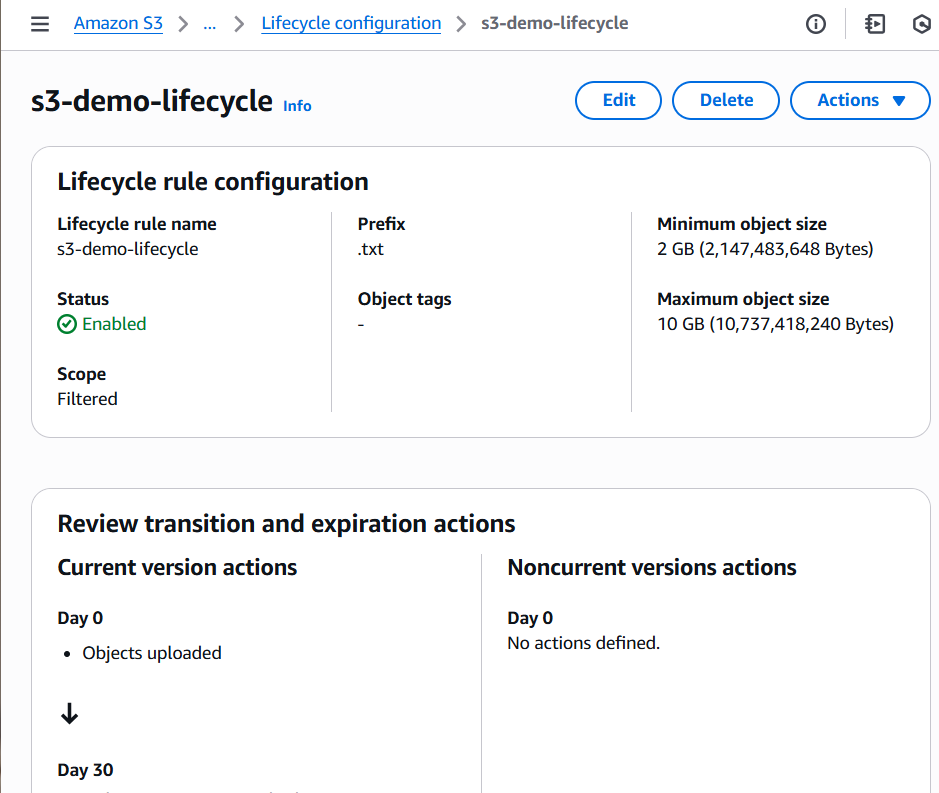 Amazon S3 > ... > Lifecycle configuration > s3-demo-lifecycle
s3-demo-lifecycle Info
Edit
Delete
Actions
Lifecycle rule configuration
Lifecycle rule name
s3-demo-lifecycle
Status
Enabled
Scope
Filtered
Prefix
.txt
Object tags
-
Minimum object size
2 GB (2,147,483,648 Bytes)
Maximum object size
10 GB (10,737,418,240 Bytes)
Review transition and expiration actions
Current version actions
Day 0
• Objects uploaded
↓
Day 30
Noncurrent versions actions
Day 0
No actions defined.